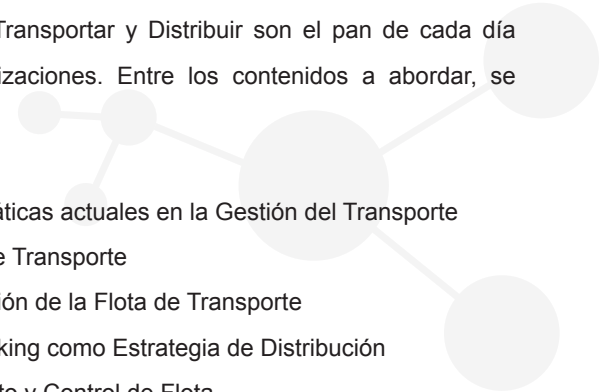 Transportar y Distribuir son el pan de cada día
izaciones. Entre los contenidos a abordar, se
áticas actuales en la Gestión del Transporte
e Transporte
ión de la Flota de Transporte
king como Estrategia de Distribución
to y Control de Flota